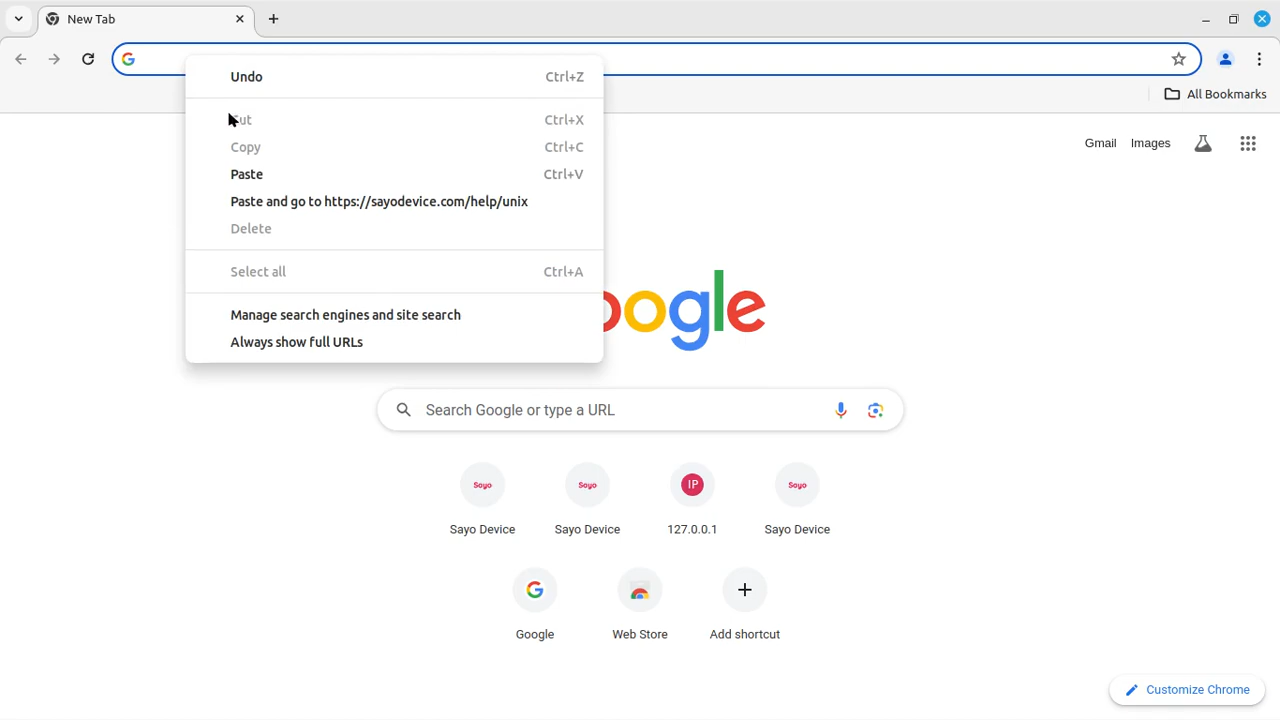 New Tab
All Bookmarks
Undo Ctrl+Z
Cut Ctrl+X
Copy Ctrl+C
Paste Ctrl+V
Paste and go to https://sayodevice.com/help/unix
Delete
Select all Ctrl+A
Manage search engines and site search
Always show full URLs
Gmail Images
oogle
Search Google or type a URL
Sayo Sayo IP Sayo
Sayo Device Sayo Device 127.0.0.1 Sayo Device
Google Web Store Add shortcut
Customize Chrome